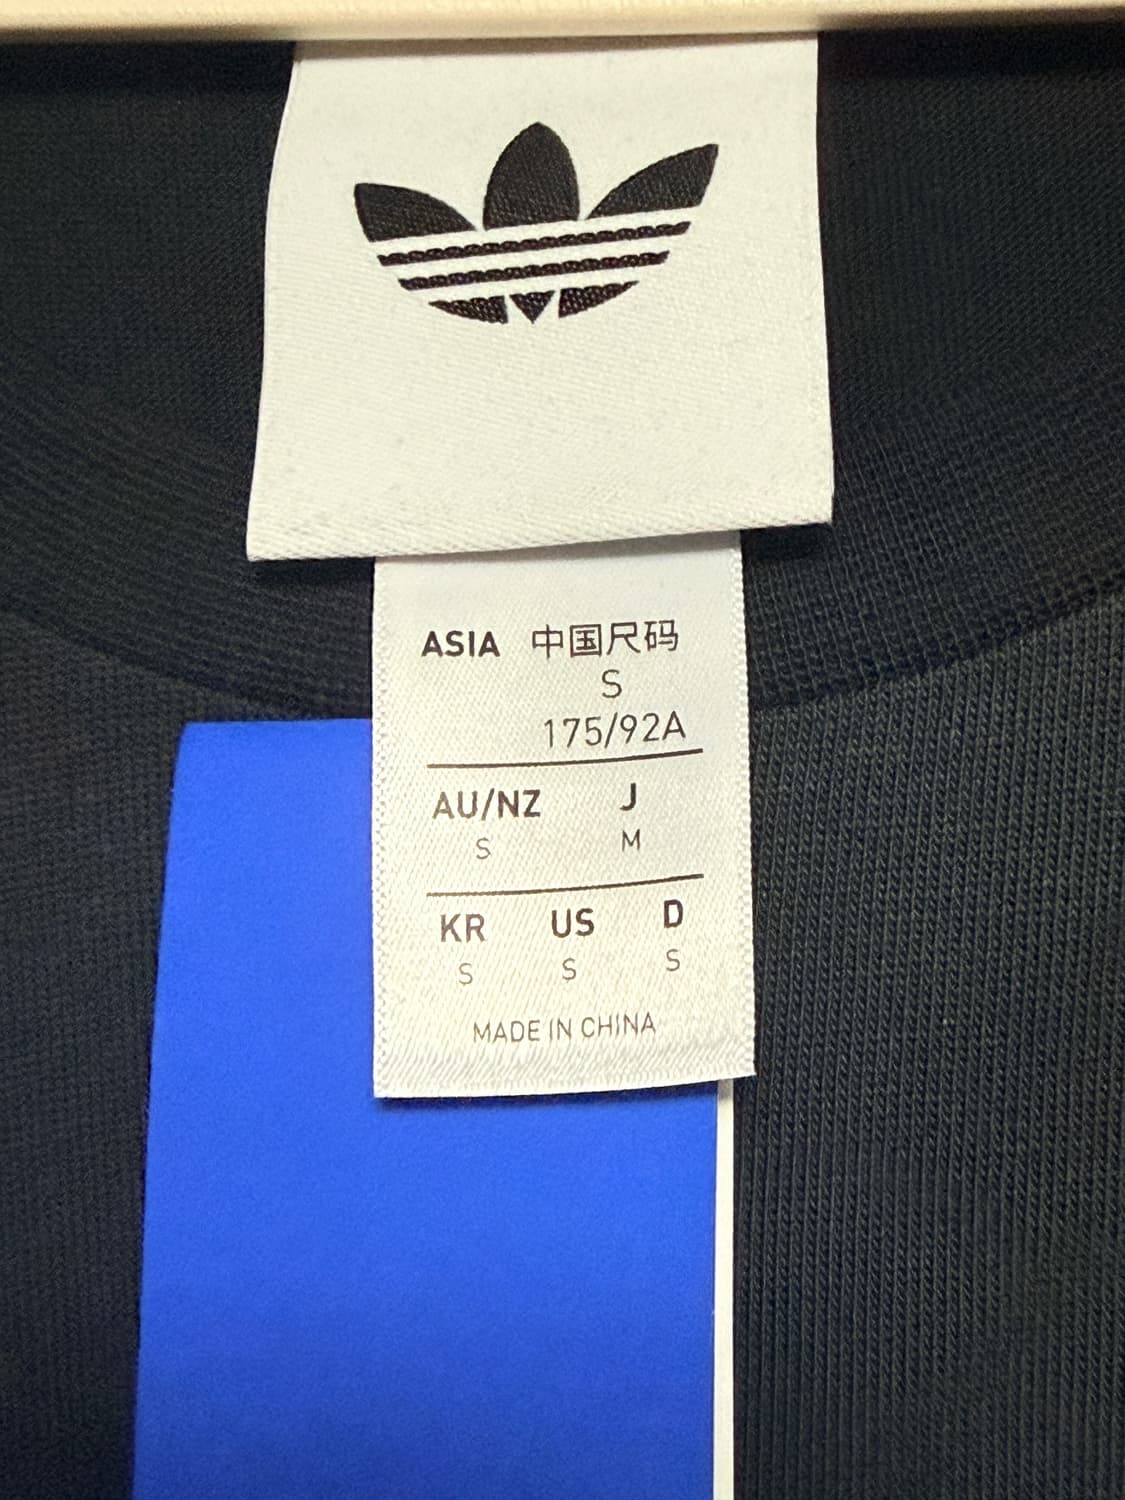 ASIA 中国尺码
S
175/92A
AU/NZ J
S M
KR US D
S S S
MADE IN CHINA